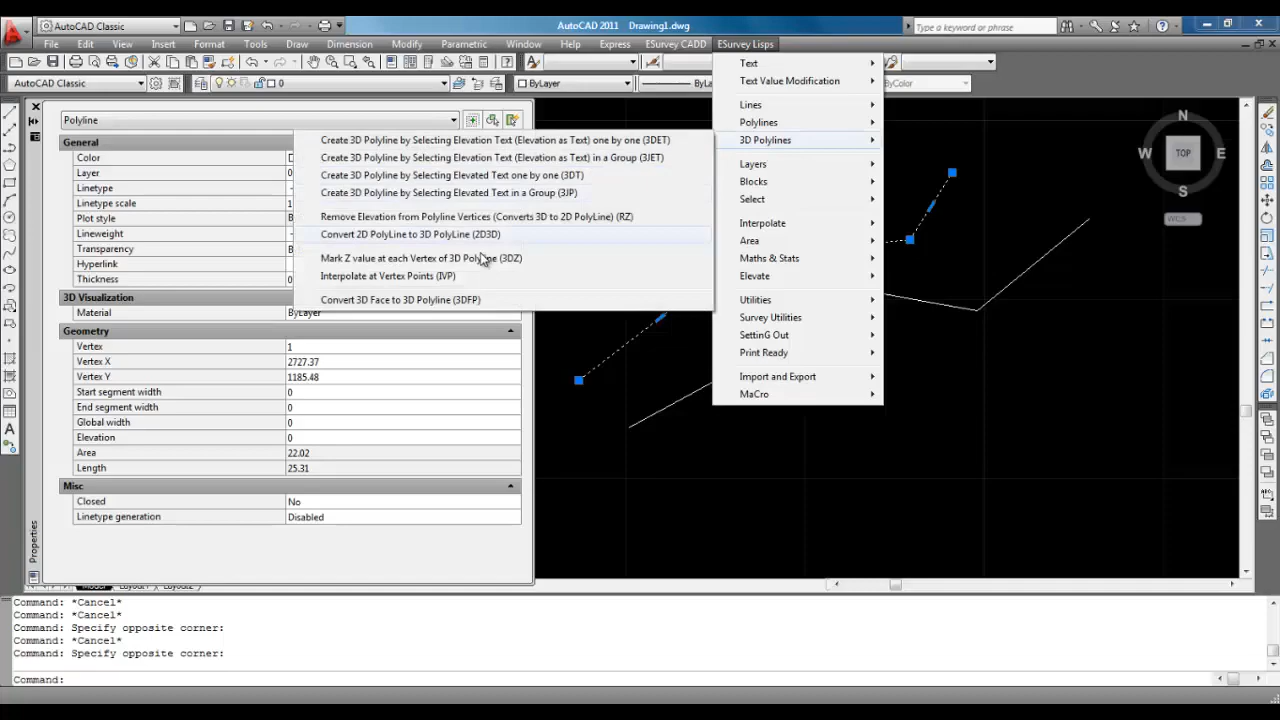 AutoCAD Classic
AutoCAD 2011 Drawing1.dwg
Type a keyword or phrase
File Edit View Insert Format Tools Draw Dimension Modify Parametric Window Help Express ESurvey CADD ESurvey Lisps
AutoCAD Classic
0
ByLayer
ByColor
Text
Text Value Modification
Lines
Polylines
3D Polylines
Layers
Blocks
Select
Interpolate
Area
Maths & Stats
Elevate
Utilities
Survey Utilities
SettinG Out
Print Ready
Import and Export
MaCro
Create 3D Polyline by Selecting Elevation Text (Elevation as Text) one by one (3DET)
Create 3D Polyline by Selecting Elevation Text (Elevation as Text) in a Group (3JET)
Create 3D Polyline by Selecting Elevated Text one by one (3DT)
Create 3D Polyline by Selecting Elevated Text in a Group (3JP)
Remove Elevation from Polyline Vertices (Converts 3D to 2D PolyLine) (RZ)
Convert 2D PolyLine to 3D PolyLine (2D3D)
Mark Z value at each Vertex of 3D Polyline (3DZ)
Interpolate at Vertex Points (IVP)
Convert 3D Face to 3D Polyline (3DFP)
Polyline
General
Color
Layer
Linetype
Linetype scale
Plot style
Lineweight
Transparency
Hyperlink
Thickness
3D Visualization
Material ByLayer
Geometry
Vertex 1
Vertex X 2727.37
Vertex Y 1185.48
Start segment width 0
End segment width 0
Global width 0
Elevation 0
Area 22.02
Length 25.31
Misc
Closed No
Linetype generation Disabled
Properties
N
W TOP E
S
WCS
Model Layout1 Layout2
Command: *Cancel*
Command: *Cancel*
Command: Specify opposite corner:
Command: *Cancel*
Command: Specify opposite corner:
Command: